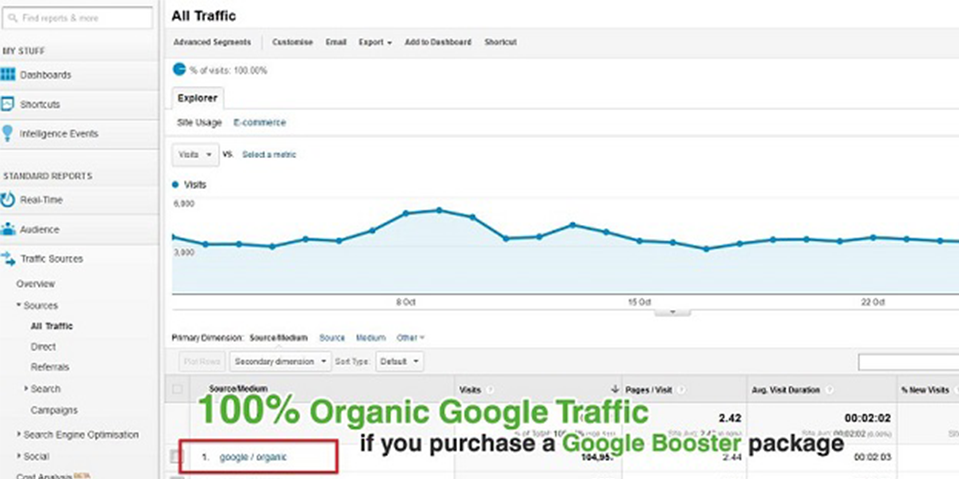 Find reports & more
MY STUFF
Dashboards
Shortcuts
Intelligence Events
STANDARD REPORTS
Real-Time
Audience
Traffic Sources
Overview
Sources
All Traffic
Direct
Referrals
Search
Campaigns
Search Engine Optimisation
Social
Cost Analysis BETA
All Traffic
Advanced Segments Customise Email Export Add to Dashboard Shortcut
% of visits: 100.00%
Explorer
Site Usage E-commerce
Visits VS. Select a metric
Visits
6,000
3,000
8 Oct 15 Oct 22 Oct
Primary Dimension: Source/Medium Source Medium Other
Plot Rows Secondary dimension Sort Type: Default
Source/Medium Visits Pages / Visit Avg. Visit Duration % New Visits
100% Organic Google Traffic
2.42 00:02:02
if you purchase a Google Booster package
1. google / organic 2.44 00:02:03